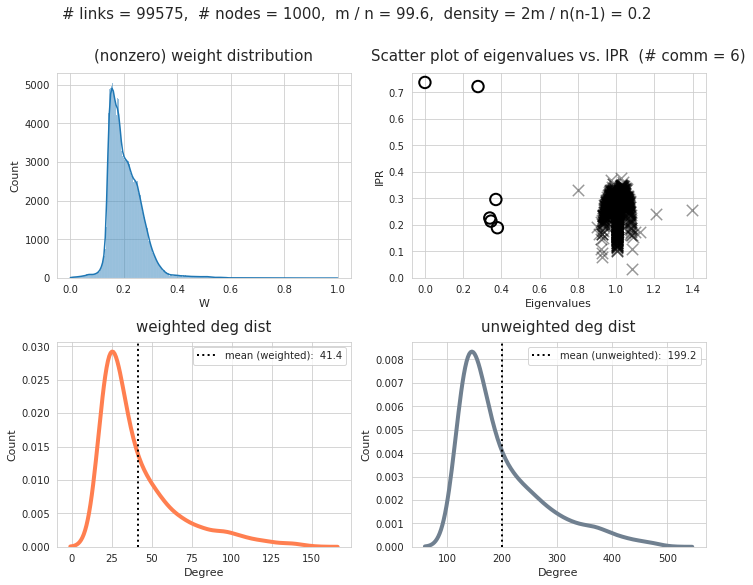 # links = 99575,  # nodes = 1000,  m / n = 99.6,  density = 2m / n(n-1) = 0.2
(nonzero) weight distribution
5000
4000
3000
2000
1000
0
Count
0.0 0.2 0.4 0.6 0.8 1.0
W
Scatter plot of eigenvalues vs. IPR  (# comm = 6)
0.7
0.6
0.5
0.4
0.3
0.2
0.1
0.0
IPR
0.0 0.2 0.4 0.6 0.8 1.0 1.2 1.4
Eigenvalues
weighted deg dist
mean (weighted):  41.4
0.030
0.025
0.020
0.015
0.010
0.005
0.000
Count
0 25 50 75 100 125 150
Degree
unweighted deg dist
mean (unweighted):  199.2
0.008
0.007
0.006
0.005
0.004
0.003
0.002
0.001
0.000
Count
100 200 300 400 500
Degree